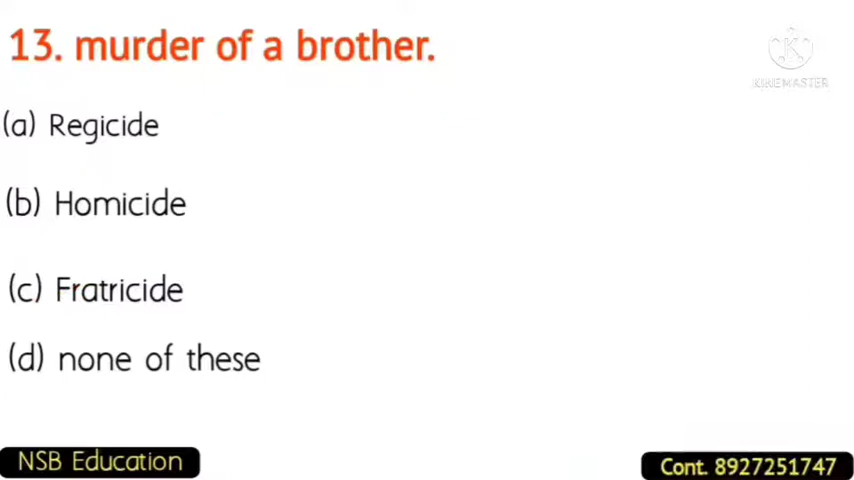 13. murder of a brother.
K
KINEMASTER
(a) Regicide
(b) Homicide
(c) Fratricide
(d) none of these
NSB Education
Cont. 8927251747